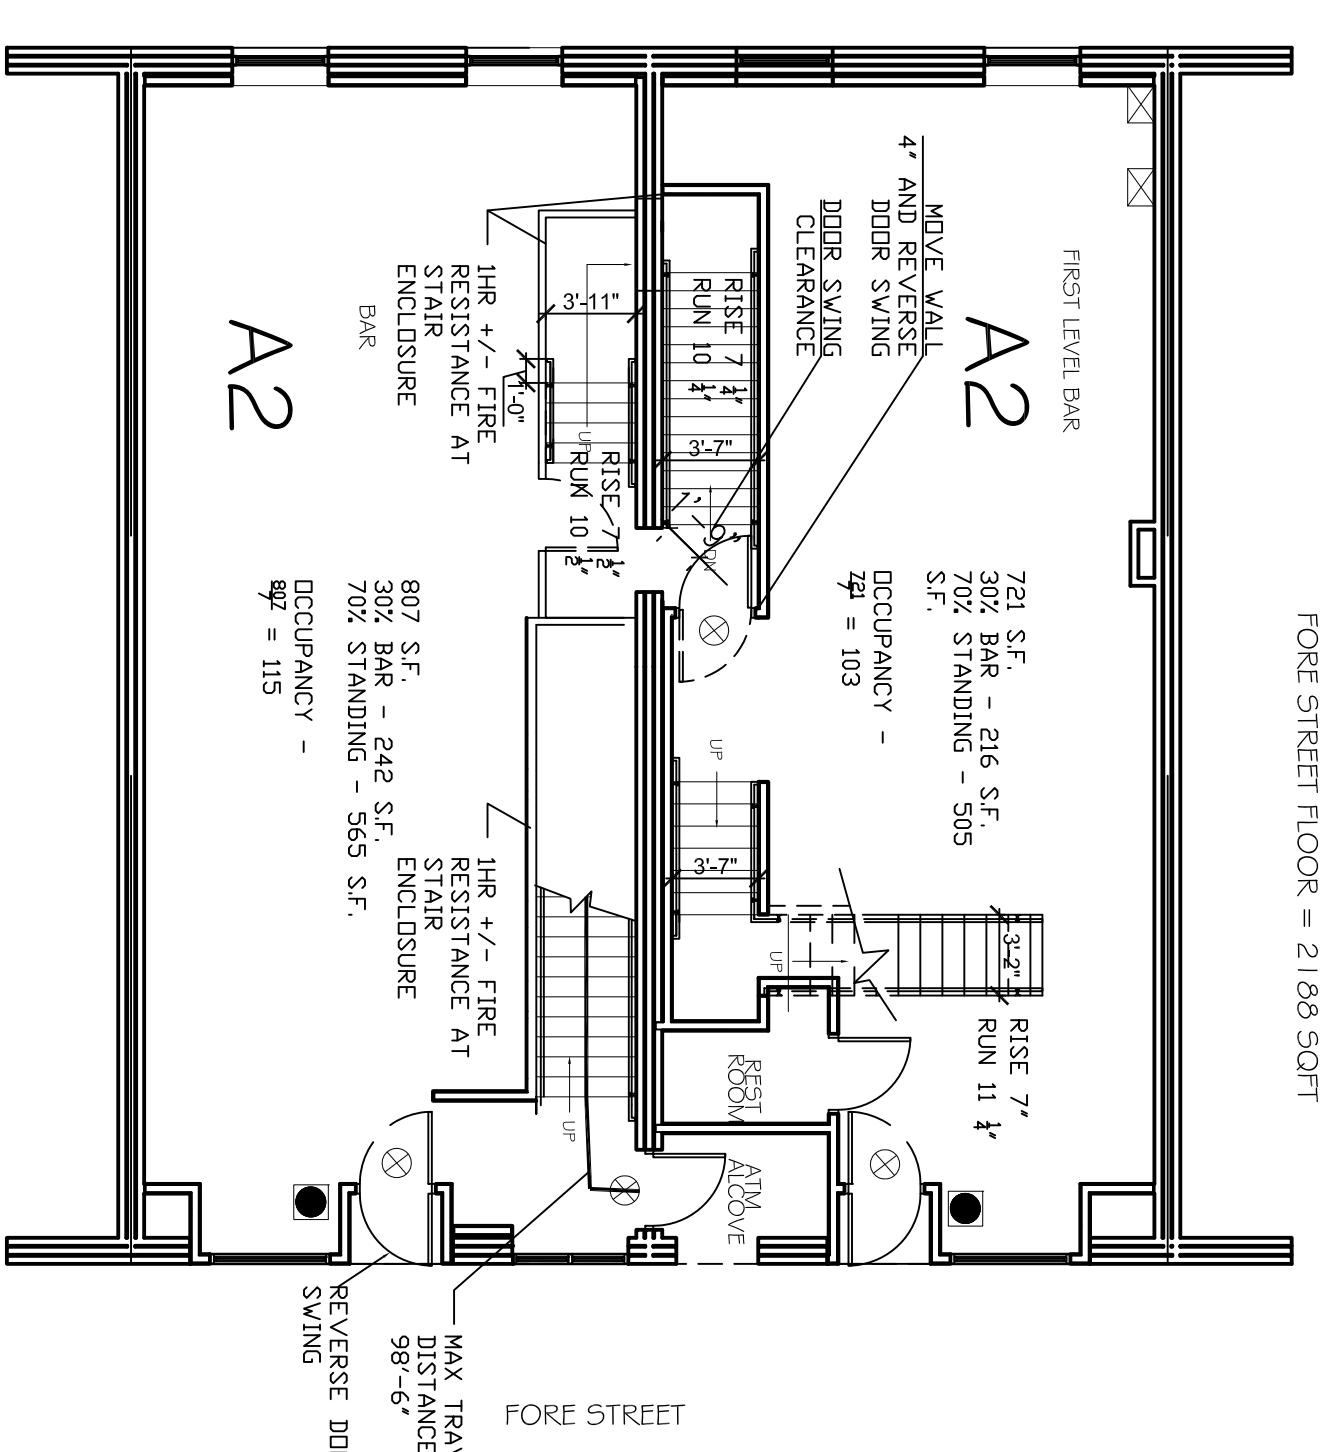 FORE STREET FLOOR = 2188 SQFT
FIRST LEVEL BAR
A2
MOVE WALL
4" AND REVERSE
DOOR SWING
DOOR SWING
CLEARANCE
RISE 7 1/4"
RUN 10 1/4"
3'-7"
DN
721 S.F.
30% BAR - 216 S.F.
70% STANDING - 505
S.F.
OCCUPANCY -
721/7 = 103
UP
3'-7"
UP
3'-2"
RISE 7"
RUN 11 1/4"
REST
ROOM
ATM
ALCOVE
3'-11"
1'-0"
UP
RISE 7 1/2"
RUN 10 1/2"
1HR +/- FIRE
RESISTANCE AT
STAIR
ENCLOSURE
BAR
A2
807 S.F.
30% BAR - 242 S.F.
70% STANDING - 565 S.F.
OCCUPANCY -
807/7 = 115
1HR +/- FIRE
RESISTANCE AT
STAIR
ENCLOSURE
UP
MAX
DISTANCE
98'-6"
REVERSE
SWING
FORE STREET